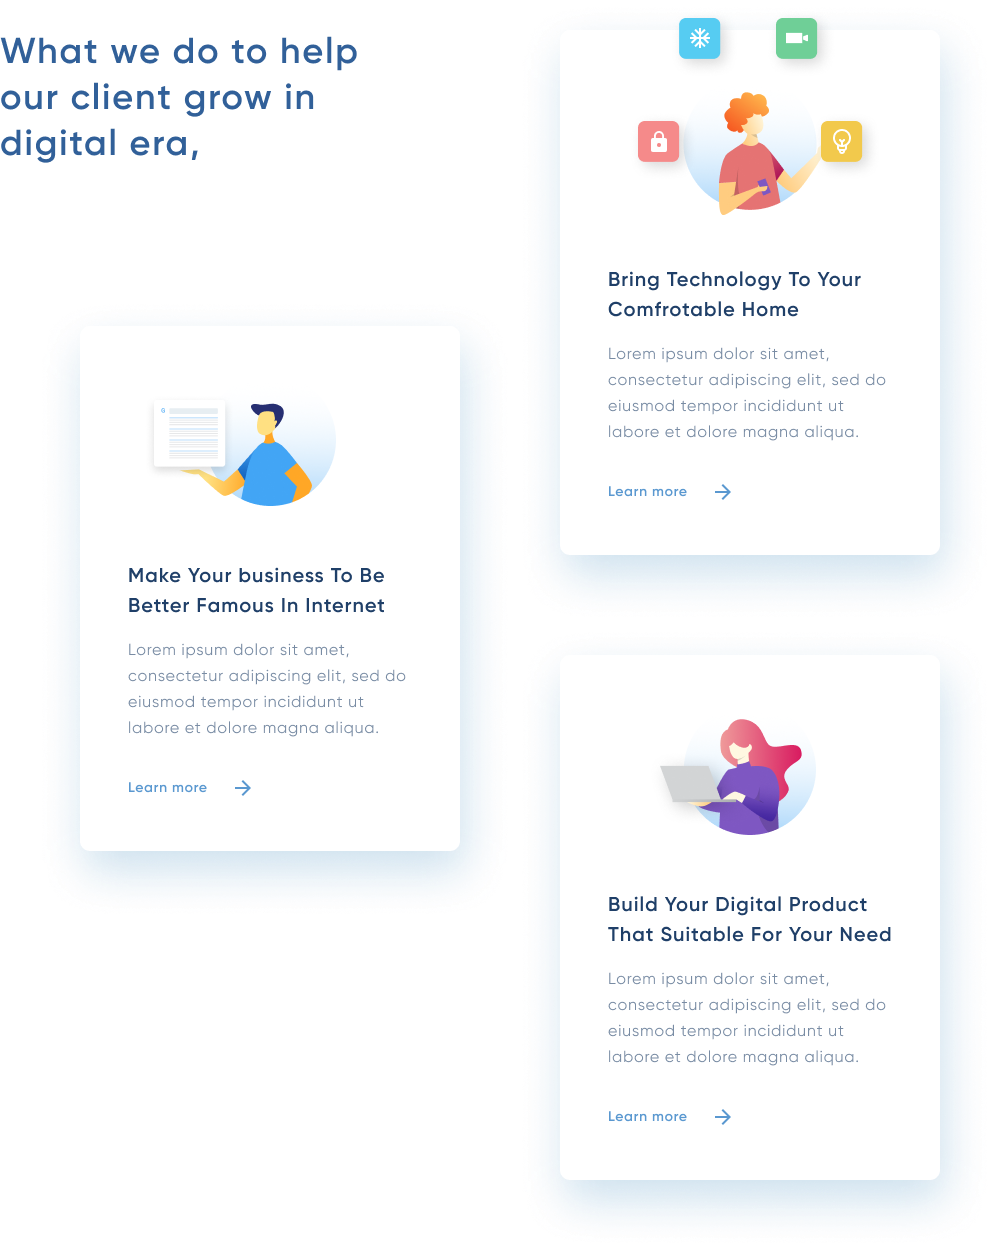 What we do to help
our client grow in
digital era,
Bring Technology To Your
Comfrotable Home
Lorem ipsum dolor sit amet,
consectetur adipiscing elit, sed do
eiusmod tempor incididunt ut
labore et dolore magna aliqua.
Learn more
Make Your business To Be
Better Famous In Internet
Lorem ipsum dolor sit amet,
consectetur adipiscing elit, sed do
eiusmod tempor incididunt ut
labore et dolore magna aliqua.
Learn more
Build Your Digital Product
That Suitable For Your Need
Lorem ipsum dolor sit amet,
consectetur adipiscing elit, sed do
eiusmod tempor incididunt ut
labore et dolore magna aliqua.
Learn more